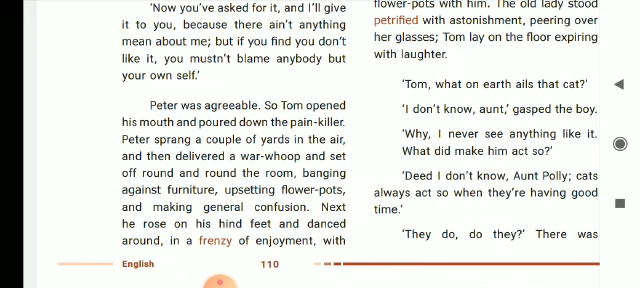 'Now you've asked for it, and I'll give
it to you, because there ain't anything
mean about me; but if you find you don't
like it, you mustn't blame anybody but
your own self.'
Peter was agreeable. So Tom opened
his mouth and poured down the pain-killer.
Peter sprang a couple of yards in the air,
and then delivered a war-whoop and set
off round and round the room, banging
against furniture, upsetting flower-pots,
and making general confusion. Next
he rose on his hind feet and danced
around, in a frenzy of enjoyment, with
flower-pots with him. The old lady stood
petrified with astonishment, peering over
her glasses; Tom lay on the floor expiring
with laughter.
'Tom, what on earth ails that cat?'
'I don't know, aunt,' gasped the boy.
'Why, I never see anything like it.
What did make him act so?'
'Deed I don't know, Aunt Polly; cats
always act so when they're having good
time.'
'They do, do they?' There was
English
110